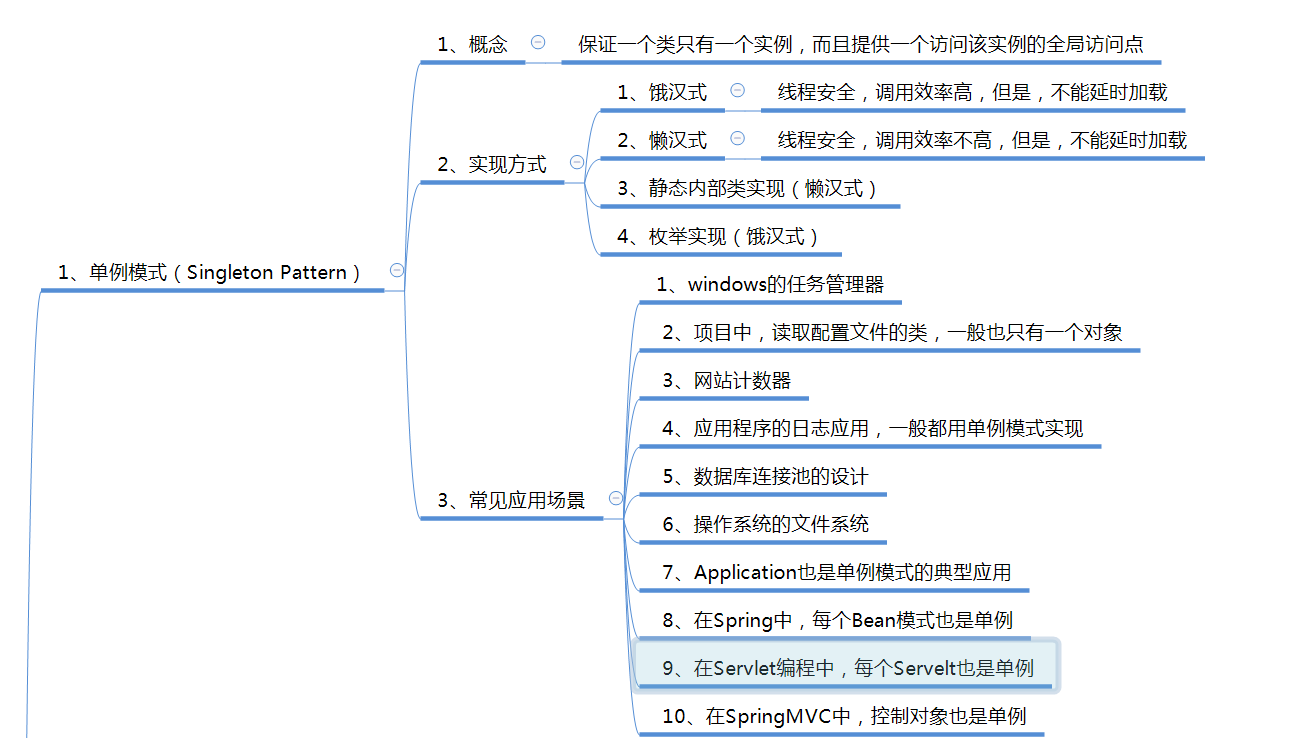 1、单例模式（Singleton Pattern）
1、概念
保证一个类只有一个实例，而且提供一个访问该实例的全局访问点
2、实现方式
1、饿汉式
线程安全，调用效率高，但是，不能延时加载
2、懒汉式
线程安全，调用效率不高，但是，不能延时加载
3、静态内部类实现（懒汉式）
4、枚举实现（饿汉式）
3、常见应用场景
1、windows的任务管理器
2、项目中，读取配置文件的类，一般也只有一个对象
3、网站计数器
4、应用程序的日志应用，一般都用单例模式实现
5、数据库连接池的设计
6、操作系统的文件系统
7、Application也是单例模式的典型应用
8、在Spring中，每个Bean模式也是单例
9、在Servlet编程中，每个Servelt也是单例
10、在SpringMVC中，控制对象也是单例